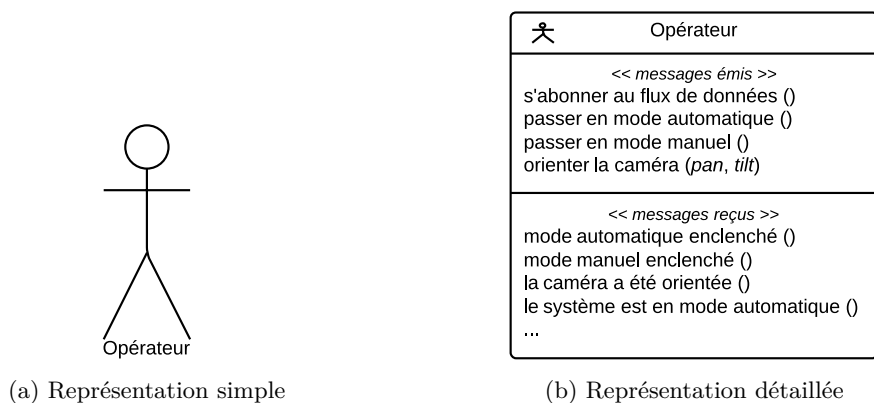 Opérateur
(a) Représentation simple
Opérateur
<< messages émis >>
s'abonner au flux de données ()
passer en mode automatique ()
passer en mode manuel ()
orienter la caméra (pan, tilt)
<< messages reçus >>
mode automatique enclenché ()
mode manuel enclenché ()
la caméra a été orientée ()
le système est en mode automatique ()
...
(b) Représentation détaillée